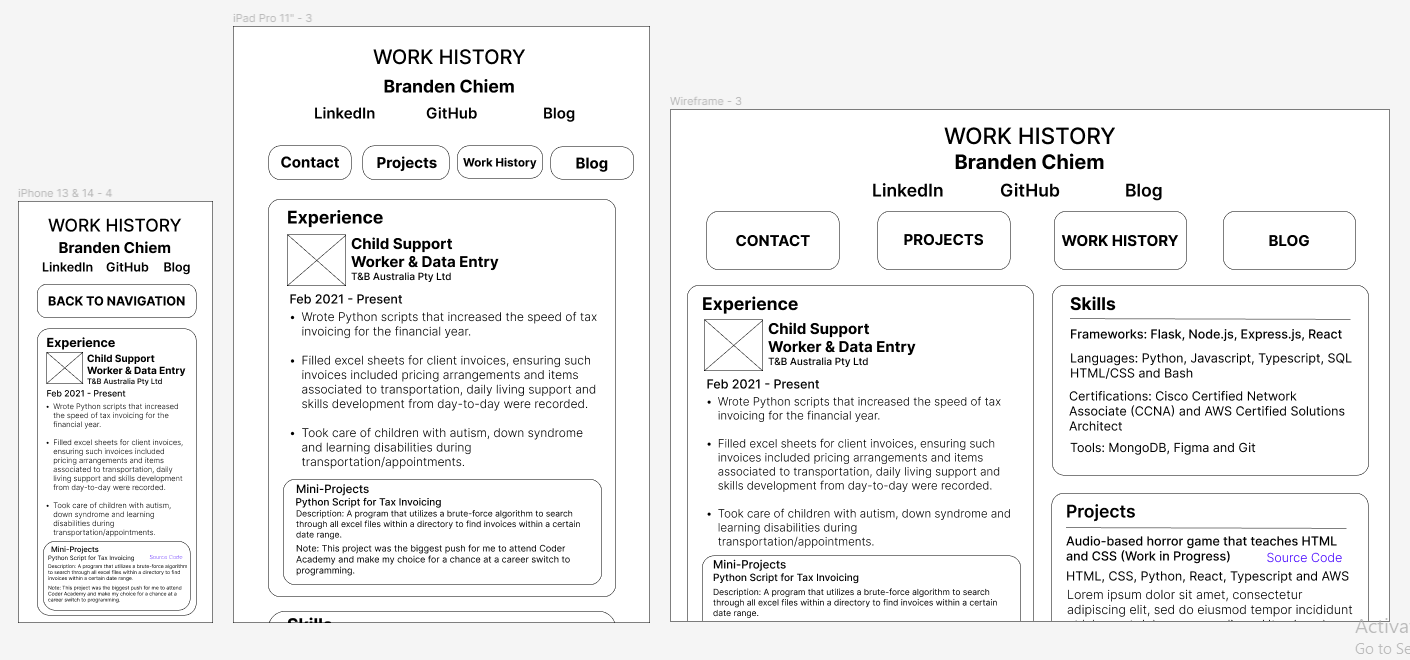 iPhone 13 & 14 - 4
WORK HISTORY
Branden Chiem
LinkedIn GitHub Blog
BACK TO NAVIGATION
Experience
Child Support
Worker & Data Entry
T&B Australia Pty Ltd
Feb 2021 - Present
• Wrote Python scripts that increased
the speed of tax invoicing for the
financial year.
• Filled excel sheets for client invoices,
ensuring such invoices included
pricing arrangements and items
associated to transportation, daily
living support and skills development
from day-to-day were recorded.
• Took care of children with autism,
down syndrome and learning
disabilities during
transportation/appointments.
Mini-Projects
Python Script for Tax Invoicing Source Code
Description: A program that utilizes a brute-force algorithm
to search through all excel files within a directory to find
invoices within a certain date range.
Note: This project was the biggest push for me to attend
Coder Academy and make my choice for a chance at a
career switch to programming.
iPad Pro 11" - 3
WORK HISTORY
Branden Chiem
LinkedIn GitHub Blog
Contact Projects Work History Blog
Experience
Child Support
Worker & Data Entry
T&B Australia Pty Ltd
Feb 2021 - Present
• Wrote Python scripts that increased the speed of tax
invoicing for the financial year.
• Filled excel sheets for client invoices, ensuring such
invoices included pricing arrangements and items
associated to transportation, daily living support and
skills development from day-to-day were recorded.
• Took care of children with autism, down syndrome
and learning disabilities during
transportation/appointments.
Mini-Projects
Python Script for Tax Invoicing
Description: A program that utilizes a brute-force algorithm to search
through all excel files within a directory to find invoices within a certain
date range.
Note: This project was the biggest push for me to attend Coder
Academy and make my choice for a chance at a career switch to
programming.
Skills
Wireframe - 3
WORK HISTORY
Branden Chiem
LinkedIn GitHub Blog
CONTACT PROJECTS WORK HISTORY BLOG
Experience
Child Support
Worker & Data Entry
T&B Australia Pty Ltd
Feb 2021 - Present
• Wrote Python scripts that increased the speed of tax
invoicing for the financial year.
• Filled excel sheets for client invoices, ensuring such
invoices included pricing arrangements and items
associated to transportation, daily living support and
skills development from day-to-day were recorded.
• Took care of children with autism, down syndrome and
learning disabilities during
transportation/appointments.
Mini-Projects
Python Script for Tax Invoicing
Description: A program that utilizes a brute-force algorithm to search
through all excel files within a directory to find invoices within a certain
date range.
Skills
Frameworks: Flask, Node.js, Express.js, React
Languages: Python, Javascript, Typescript, SQL
HTML/CSS and Bash
Certifications: Cisco Certified Network
Associate (CCNA) and AWS Certified Solutions
Architect
Tools: MongoDB, Figma and Git
Projects
Audio-based horror game that teaches HTML
and CSS (Work in Progress) Source Code
HTML, CSS, Python, React, Typescript and AWS
Lorem ipsum dolor sit amet, consectetur
adipiscing elit, sed do eiusmod tempor incididunt
Activa
Go to Se